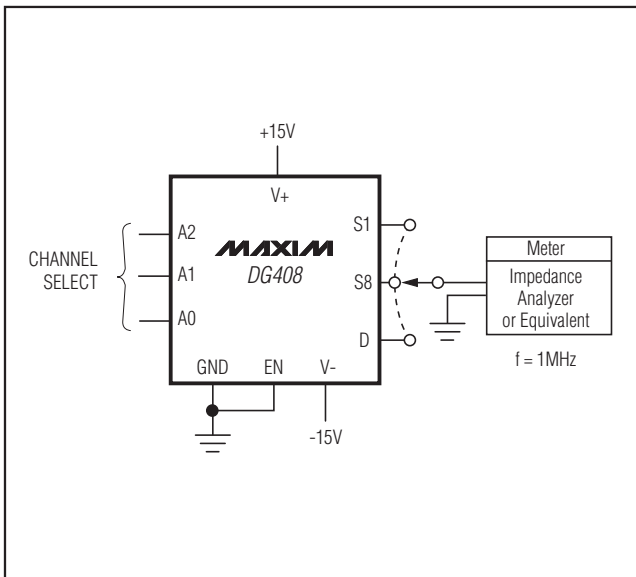 +15V
V+
CHANNEL
SELECT
A2
A1
A0
MAXIM
DG408
S1
S8
D
GND
EN
V-
-15V
Meter
Impedance
Analyzer
or Equivalent
f = 1MHz